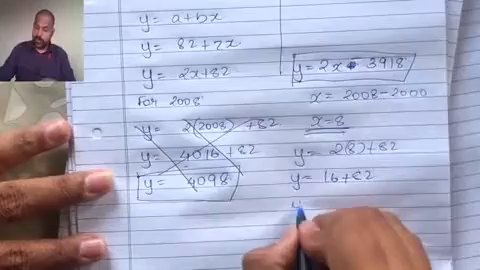 y = a+bx
y = 82+2x
y = 2x+82
For 2008
y = 2(2008) +82
y = 4016+82
y = 4098
y = 2x - 3918
x = 2008-2000
x=8
y = 2(8)+82
y = 16+82
y